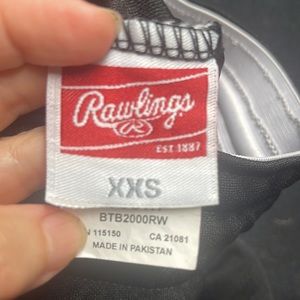 Rawlings
R
EST 1887
XXS
BTB2000RW
N 115150 CA 21081
MADE IN PAKISTAN